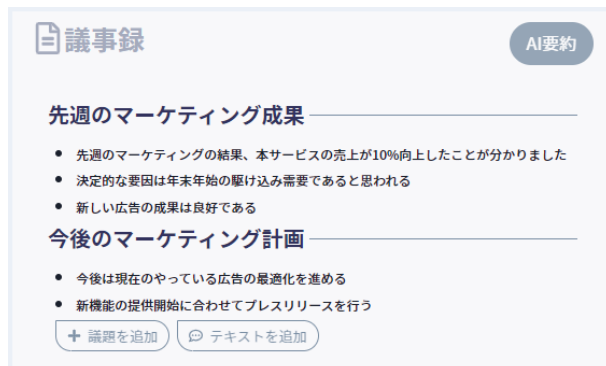 議事録
AI要約
先週のマーケティング成果
先週のマーケティングの結果、本サービスの売上が10%向上したことが分かりました
決定的な要因は年末年始の駆け込み需要であると思われる
新しい広告の成果は良好である
今後のマーケティング計画
今後は現在のやっている広告の最適化を進める
新機能の提供開始に合わせてプレスリリースを行う
+ 議題を追加
テキストを追加